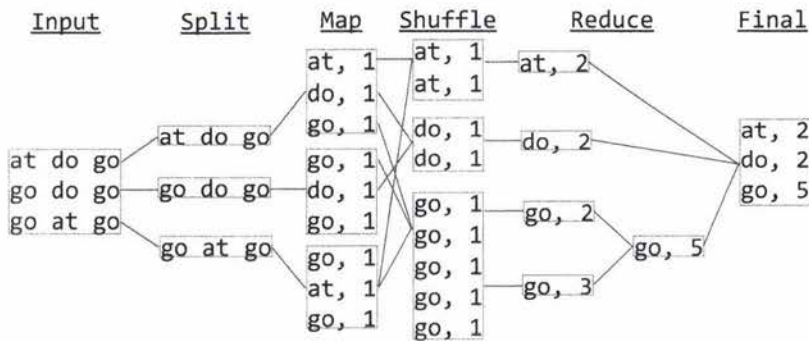 Input Split Map Shuffle Reduce Final
at do go
go do go
go at go
at do go
go do go
go at go
at, 1
do, 1
go, 1
go, 1
do, 1
go, 1
go, 1
at, 1
go, 1
at, 1
at, 1
do, 1
do, 1
go, 1
go, 1
go, 1
go, 1
go, 1
at, 2
do, 2
go, 2
go, 3
go, 5
at, 2
do, 2
go, 5